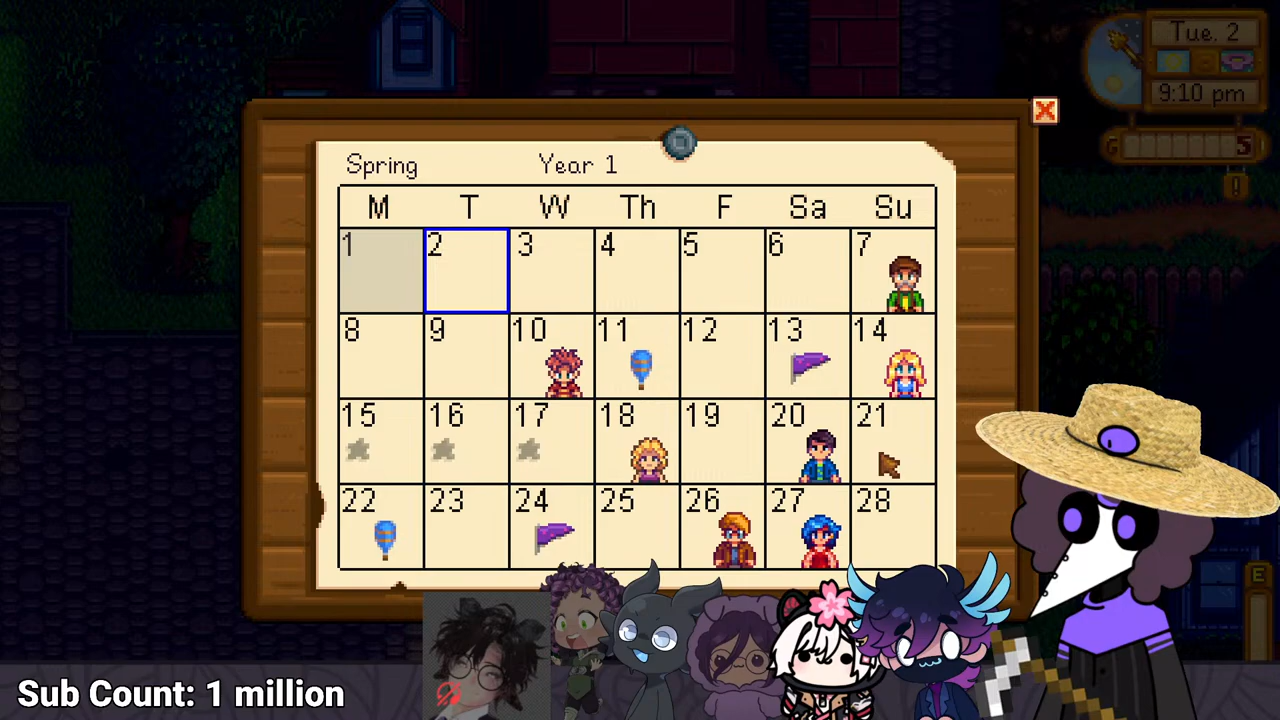 Tue. 2
9:10 pm
G 5
Spring Year 1
M T W Th F Sa Su
1 2 3 4 5 6 7
8 9 10 11 12 13 14
15 16 17 18 19 20 21
22 23 24 25 26 27 28
E
Sub Count: 1 million